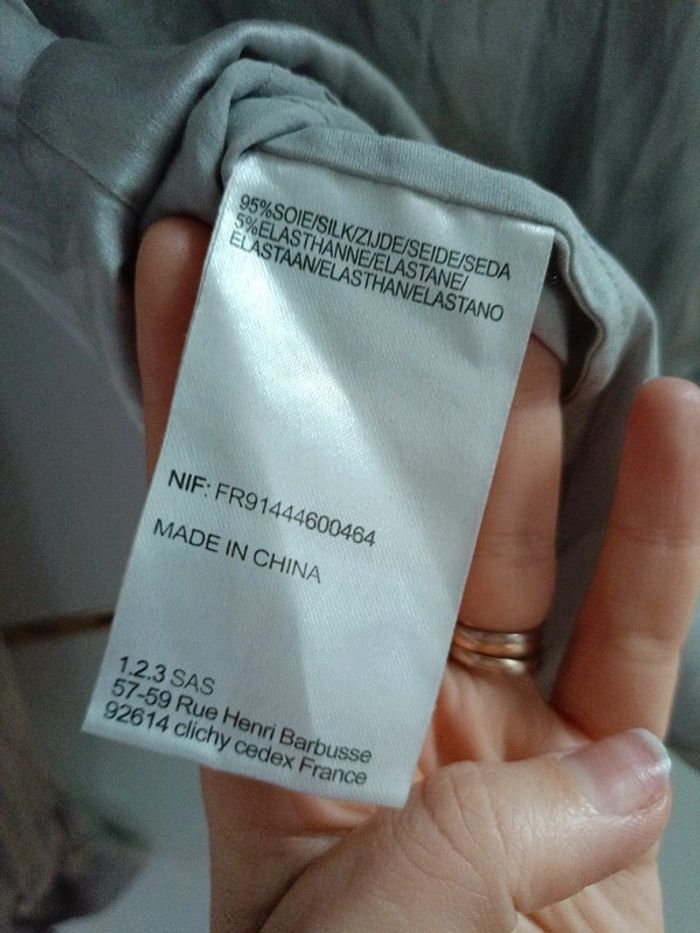 95%SOIE/SILK/ZIJDE/SEIDE/SEDA
5%ELASTHANNE/ELASTANE/
ELASTAAN/ELASTHAN/ELASTANO
NIF: FR91444600464
MADE IN CHINA
1.2.3 SAS
57-59 Rue Henri Barbusse
92614 clichy cedex France